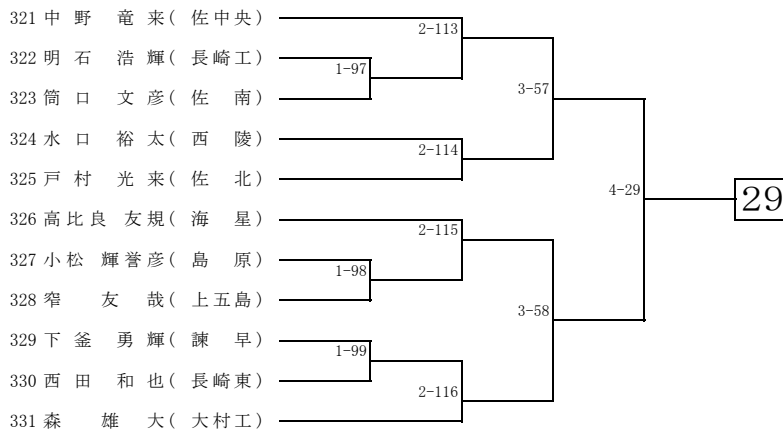 321 中野 竜来(佐中央)
2-113
322 明石 浩輝(長崎工)
1-97
3-57
323 筒口 文彦(佐 南)
324 水口 裕太(西 陵)
2-114
325 戸村 光来(佐 北)
4-29
29
326 高比良 友規(海 星)
2-115
327 小松 輝誉彦(島 原)
1-98
328 窄 友哉(上五島)
3-58
329 下釜 勇輝(諫 早)
1-99
330 西田 和也(長崎東)
2-116
331 森 雄大(大村工)